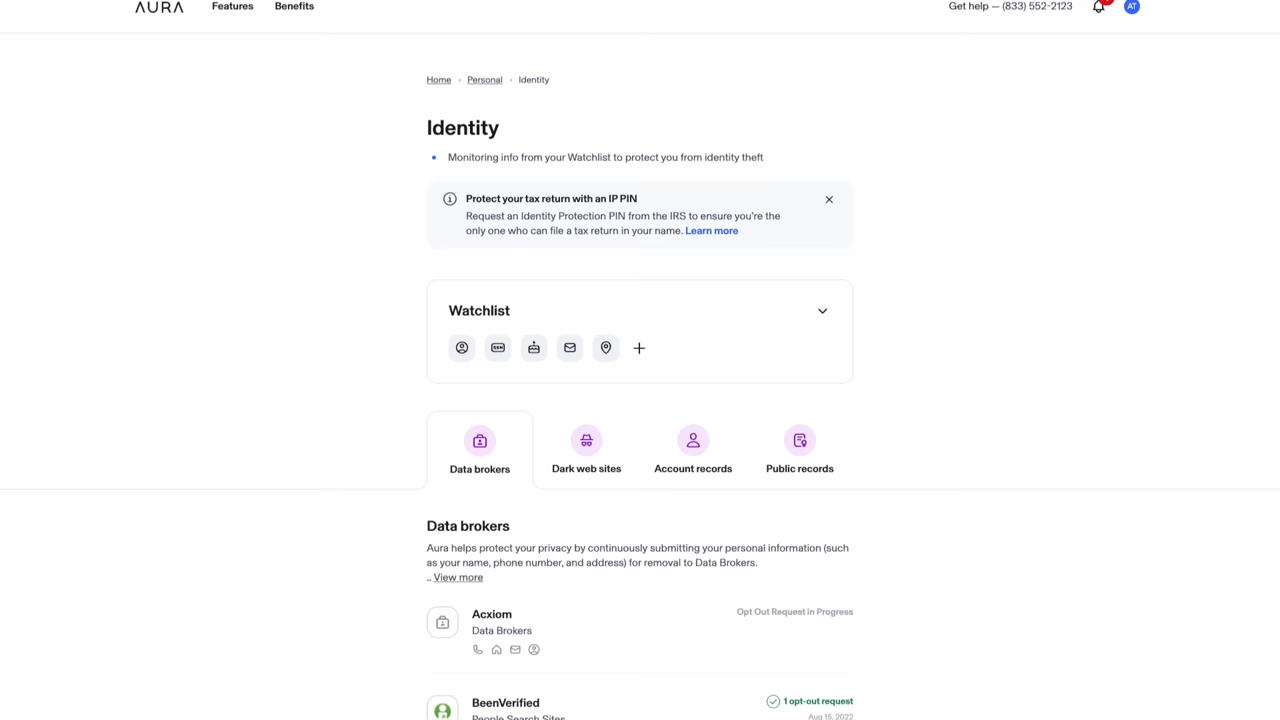 AURA
Features
Benefits
Get help — (833) 552-2123
AT
Home · Personal · Identity
Identity
Monitoring info from your Watchlist to protect you from identity theft
Protect your tax return with an IP PIN
Request an Identity Protection PIN from the IRS to ensure you're the
only one who can file a tax return in your name. Learn more
Watchlist
SSN
Data brokers
Dark web sites
Account records
Public records
Data brokers
Aura helps protect your privacy by continuously submitting your personal information (such
as your name, phone number, and address) for removal to Data Brokers.
.. View more
Acxiom
Opt Out Request in Progress
Data Brokers
BeenVerified
1 opt-out request
People Search Sites
Aug 15, 2022